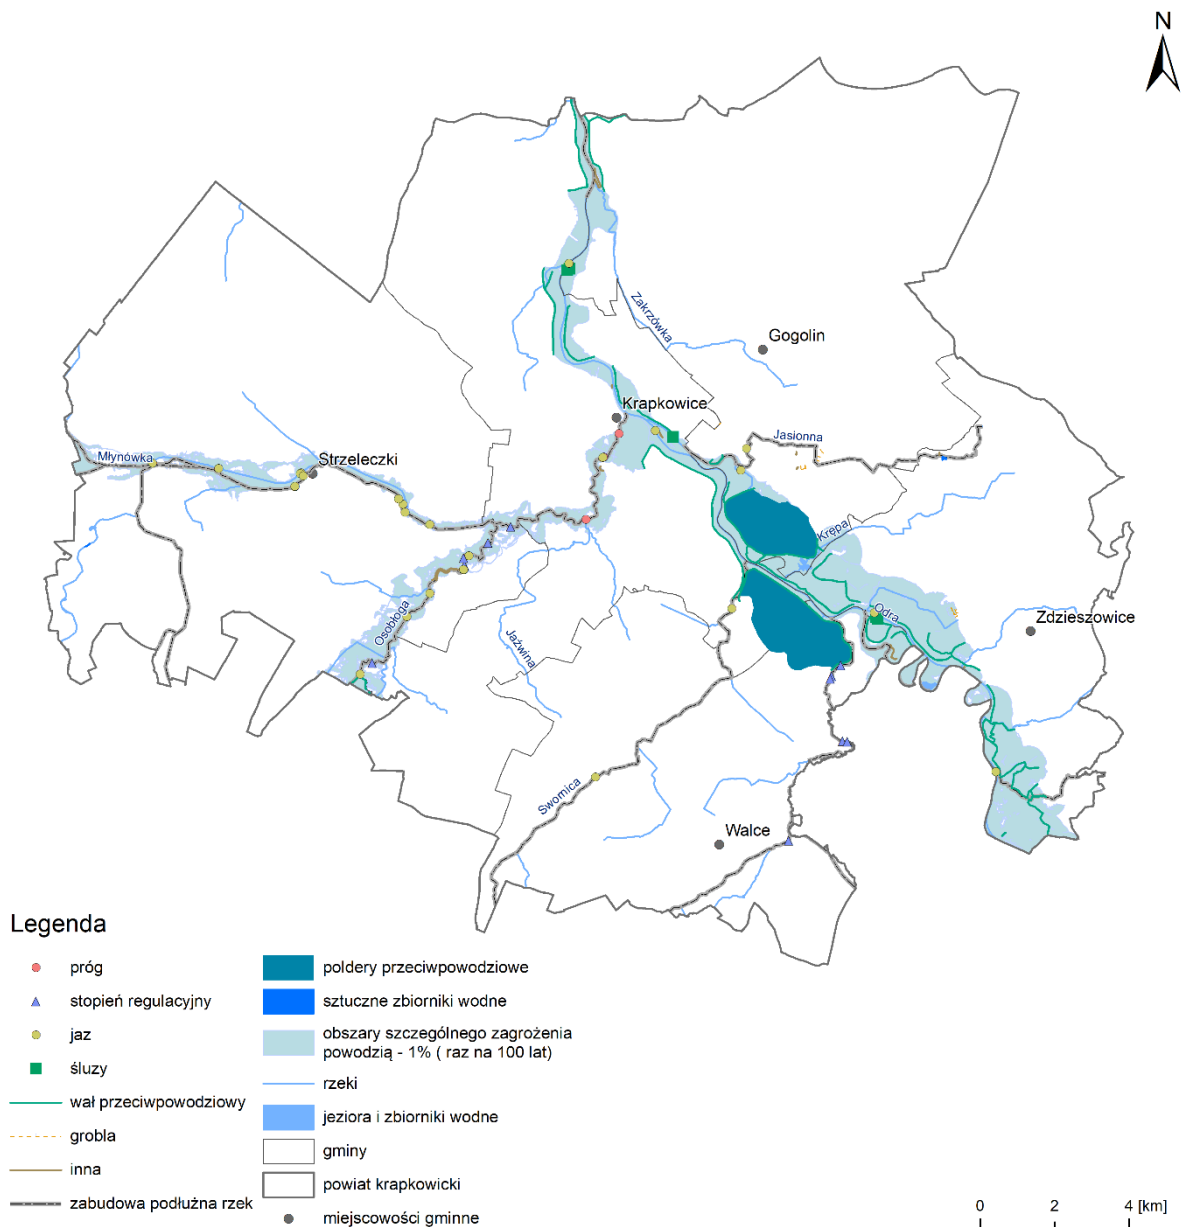 N
Zakrzówka
Gogolin
Krapkowice
Jasionna
Młynówka
Strzeleczki
Krępa
Osobłoga
Odra
Zdzieszowice
Jaźwina
Swornica
Walce
Legenda
próg
stopień regulacyjny
jaz
śluzy
wał przeciwpowodziowy
grobla
inna
zabudowa podłużna rzek
poldery przeciwpowodziowe
sztuczne zbiorniki wodne
obszary szczególnego zagrożenia
powodzią - 1% ( raz na 100 lat)
rzeki
jeziora i zbiorniki wodne
gminy
powiat krapkowicki
miejscowości gminne
0 2 4 [km]